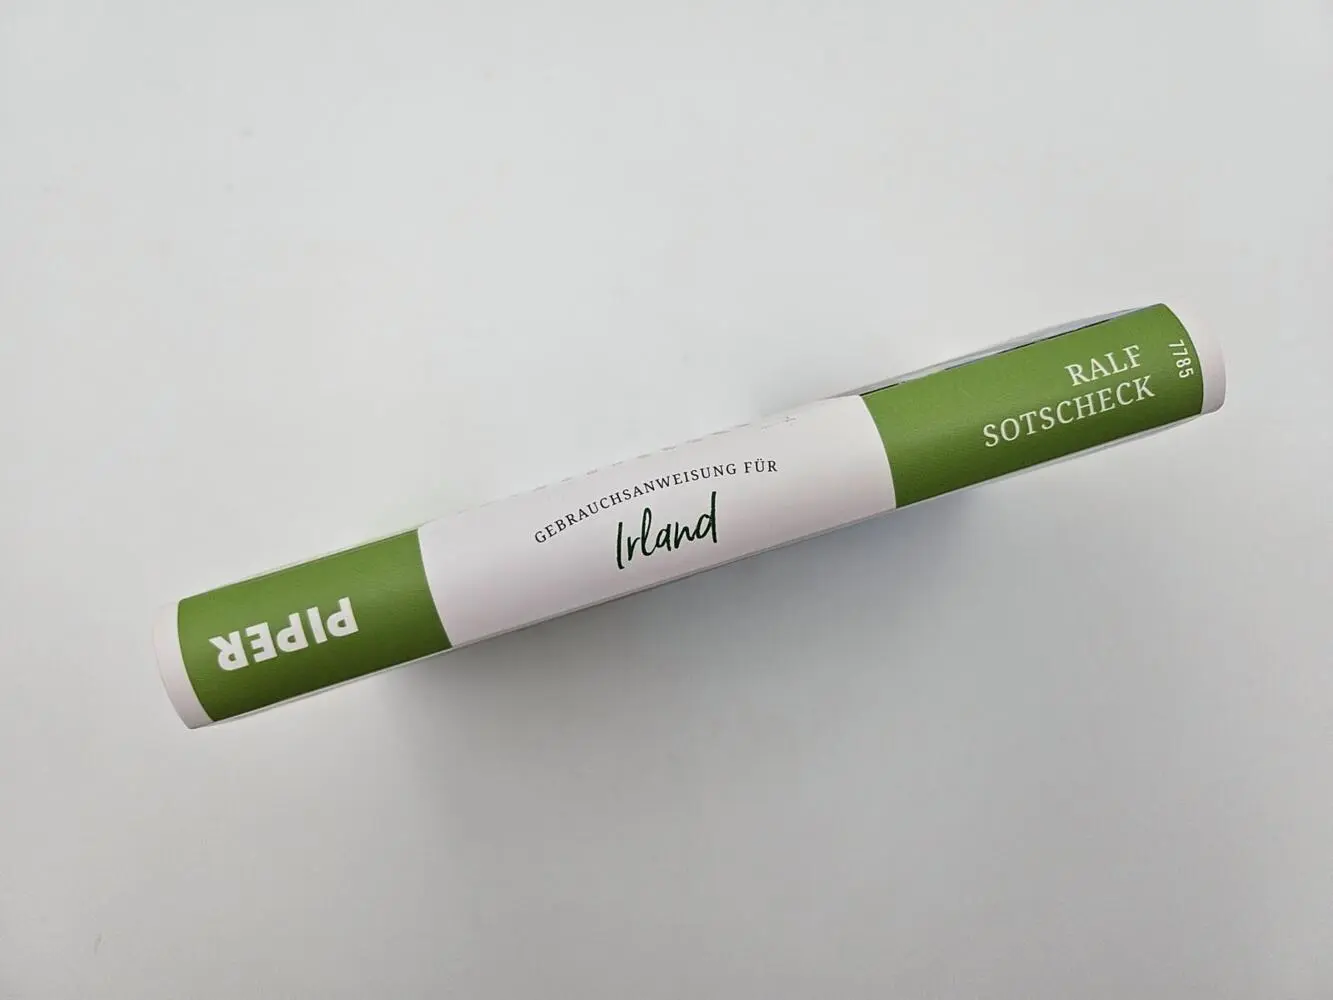 PIPER
GEBRAUCHSANWEISUNG FÜR
Irland
RALF
SOTSCHECK
7785